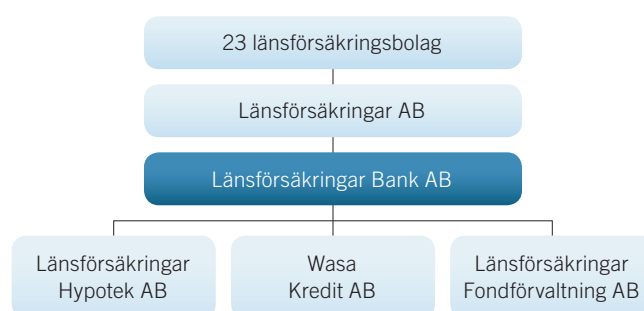 23 länsförsäkringsbolag
Länsförsäkringar AB
Länsförsäkringar Bank AB
Länsförsäkringar
Hypotek AB
Wasa
Kredit AB
Länsförsäkringar
Fondförvaltning AB